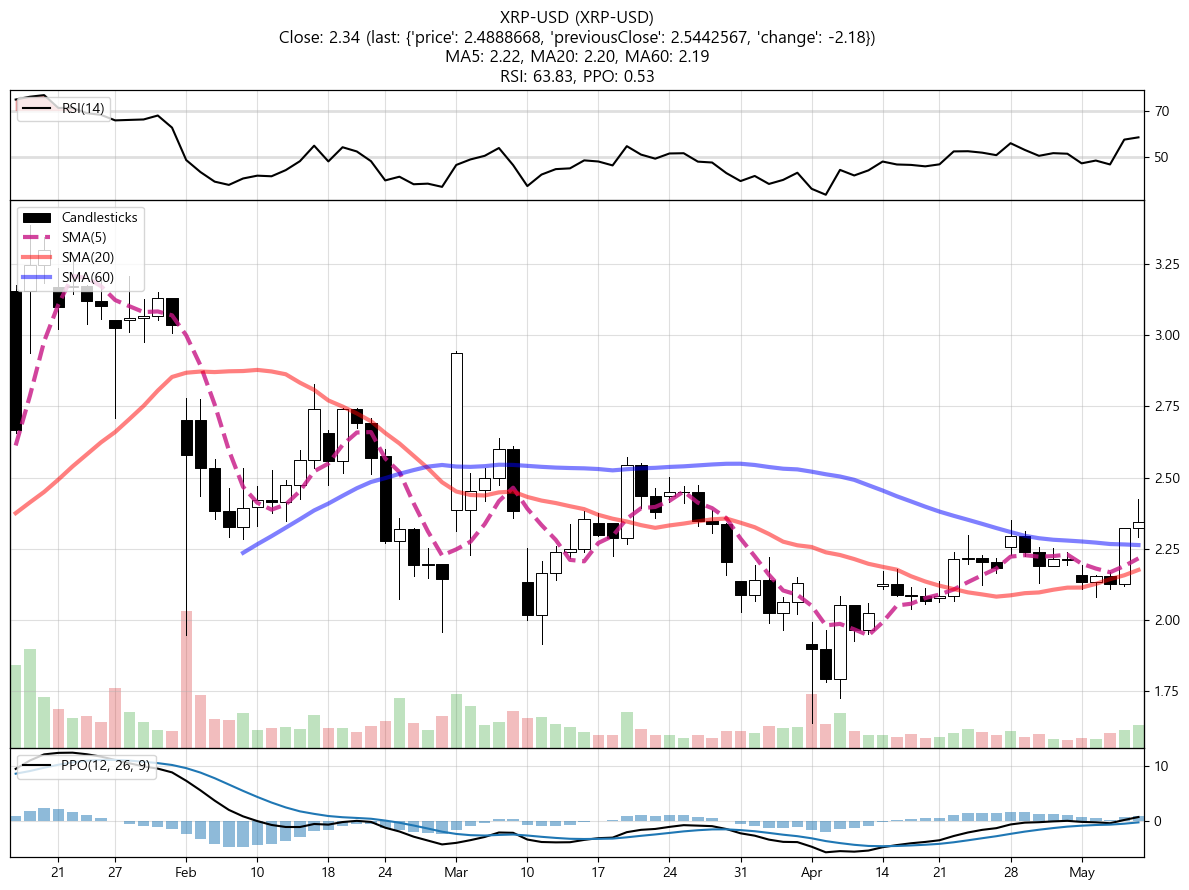 XRP-USD (XRP-USD)
Close: 2.34 (last: {'price': 2.4888668, 'previousClose': 2.5442567, 'change': -2.18})
MA5: 2.22, MA20: 2.20, MA60: 2.19
RSI: 63.83, PPO: 0.53
RSI(14)
70
50
Candlesticks
SMA(5)
SMA(20)
SMA(60)
3.25
3.00
2.75
2.50
2.25
2.00
1.75
PPO(12, 26, 9)
10
0
21 27 Feb 10 18 24 Mar 10 17 24 31 Apr 14 21 28 May